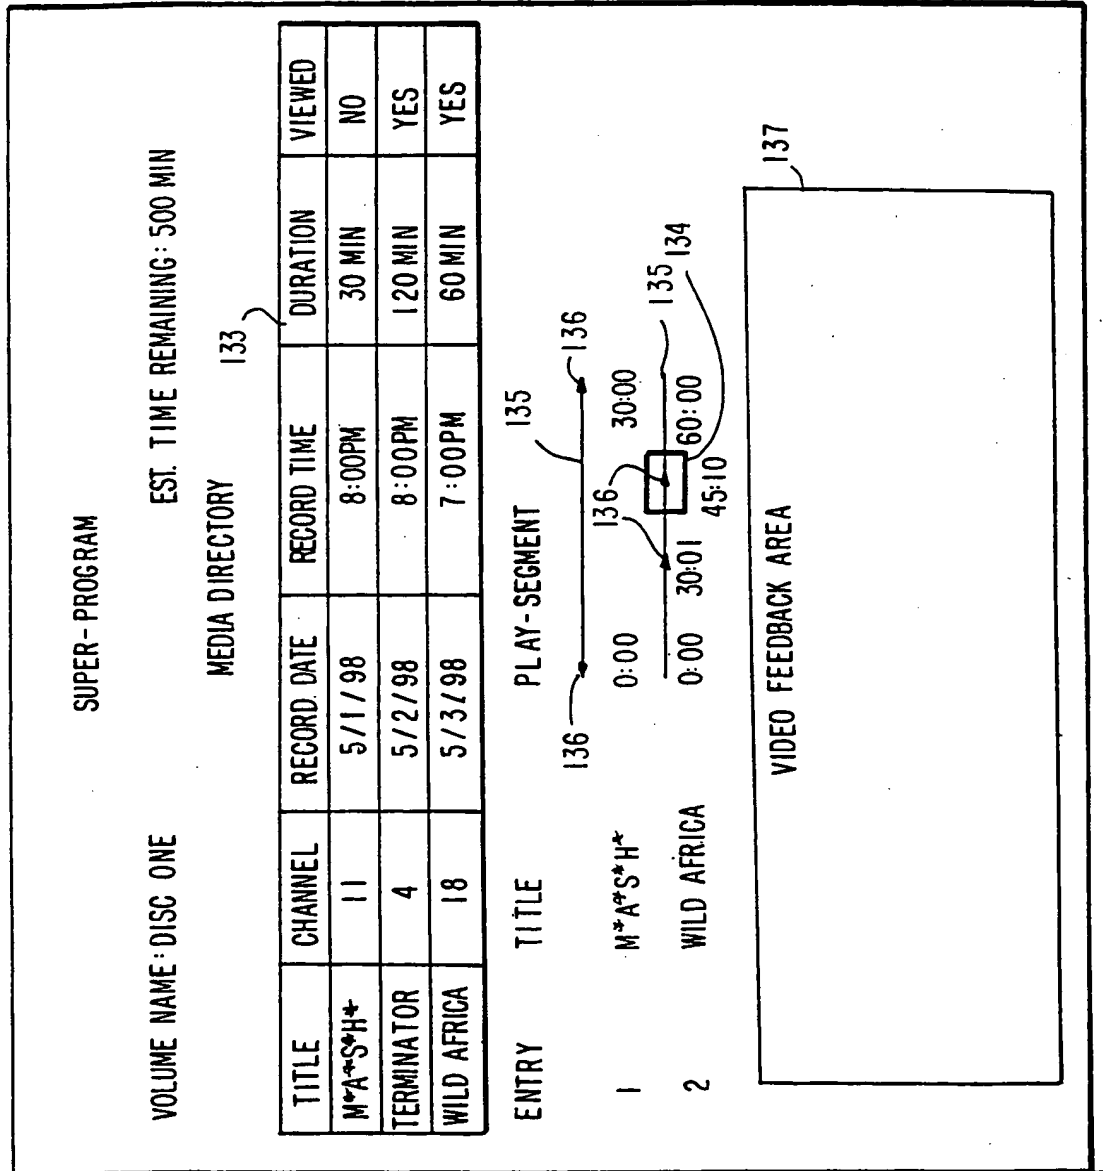 SUPER-PROGRAM
VOLUME NAME: DISC ONE EST. TIME REMAINING: 500 MIN
MEDIA DIRECTORY 133
TITLE CHANNEL RECORD. DATE RECORD TIME DURATION VIEWED
M*A*S*H* 11 5/1/98 8:00PM 30 MIN NO
TERMINATOR 4 5/2/98 8:00PM 120 MIN YES
WILD AFRICA 18 5/3/98 7:00PM 60 MIN YES
ENTRY TITLE PLAY-SEGMENT 135
136 136
1 M*A*S*H* 0:00 30:00
136 135 134
2 WILD AFRICA 0:00 30:01 45:10 60:00
VIDEO FEEDBACK AREA 137